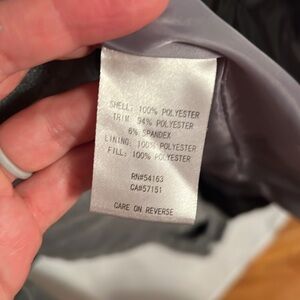 SHELL: 100% POLYESTER
TRIM: 94% POLYESTER
6% SPANDEX
LINING: 100% POLYESTER
FILL: 100% POLYESTER
RN#54163
CA#57151
CARE ON REVERSE